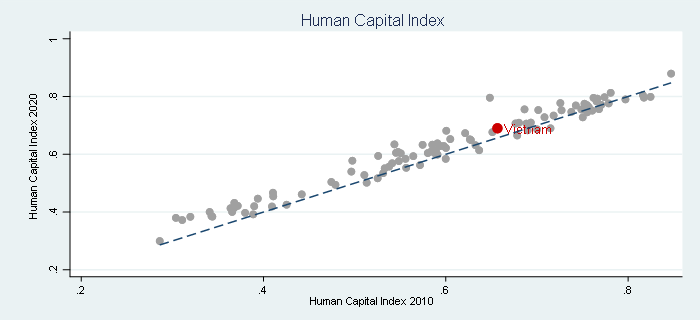 Human Capital Index
Human Capital Index 2020
1
.8
.6
.4
.2
Vietnam
.2
.4
.6
.8
Human Capital Index 2010